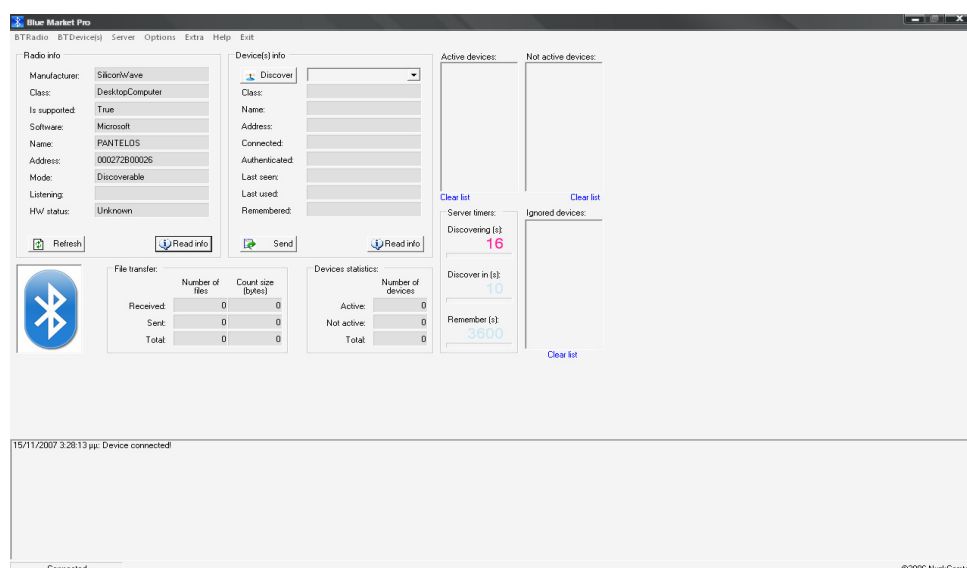 Blue Market Pro
BTRadio BTDevice(s) Server Options Extra Help Exit
Radio info
Manufacturer: SiliconWave
Class: DesktopComputer
Is supported: True
Software: Microsoft
Name: PANTELOS
Address: 000272B00026
Mode: Discoverable
Listening:
HW status: Unknown
Refresh Read info
Device(s) info
Discover
Class:
Name:
Address:
Connected:
Authenticated:
Last seen:
Last used:
Remembered:
Send Read info
Active devices:
Clear list
Not active devices:
Clear list
Server timers:
Discovering (s):
16
Discover in (s):
10
Remember (s):
3600
Ignored devices:
Clear list
File transfer:
Number of files Count size (bytes)
Received: 0 0
Sent: 0 0
Total: 0 0
Devices statistics:
Number of devices
Active: 0
Not active: 0
Total: 0
15/11/2007 3:28:13 μμ: Device connected!
Connected